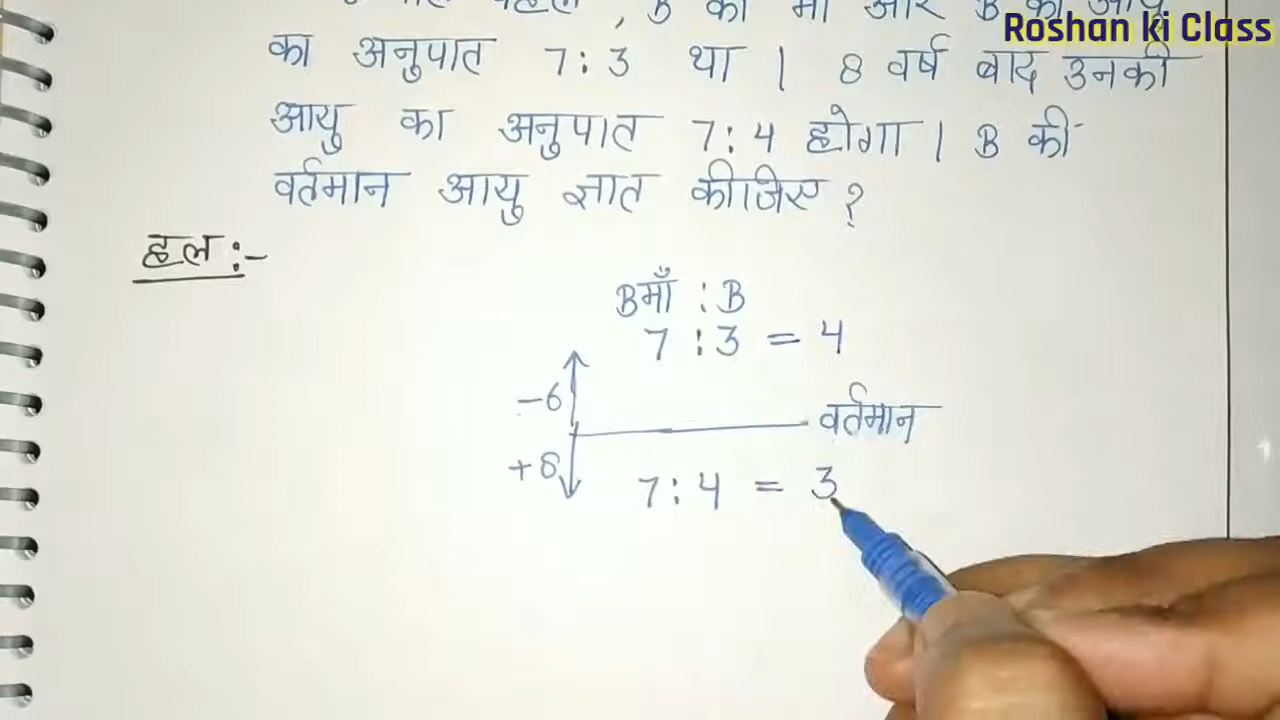 Roshan ki Class
का अनुपात 7:3 था | 8 वर्ष बाद उनकी
आयु का अनुपात 7:4 होगा | B की
वर्तमान आयु ज्ञात कीजिए ?
हल:-
Bमाँ : B
7 : 3 = 4
-6
वर्तमान
+8
7 : 4 = 3